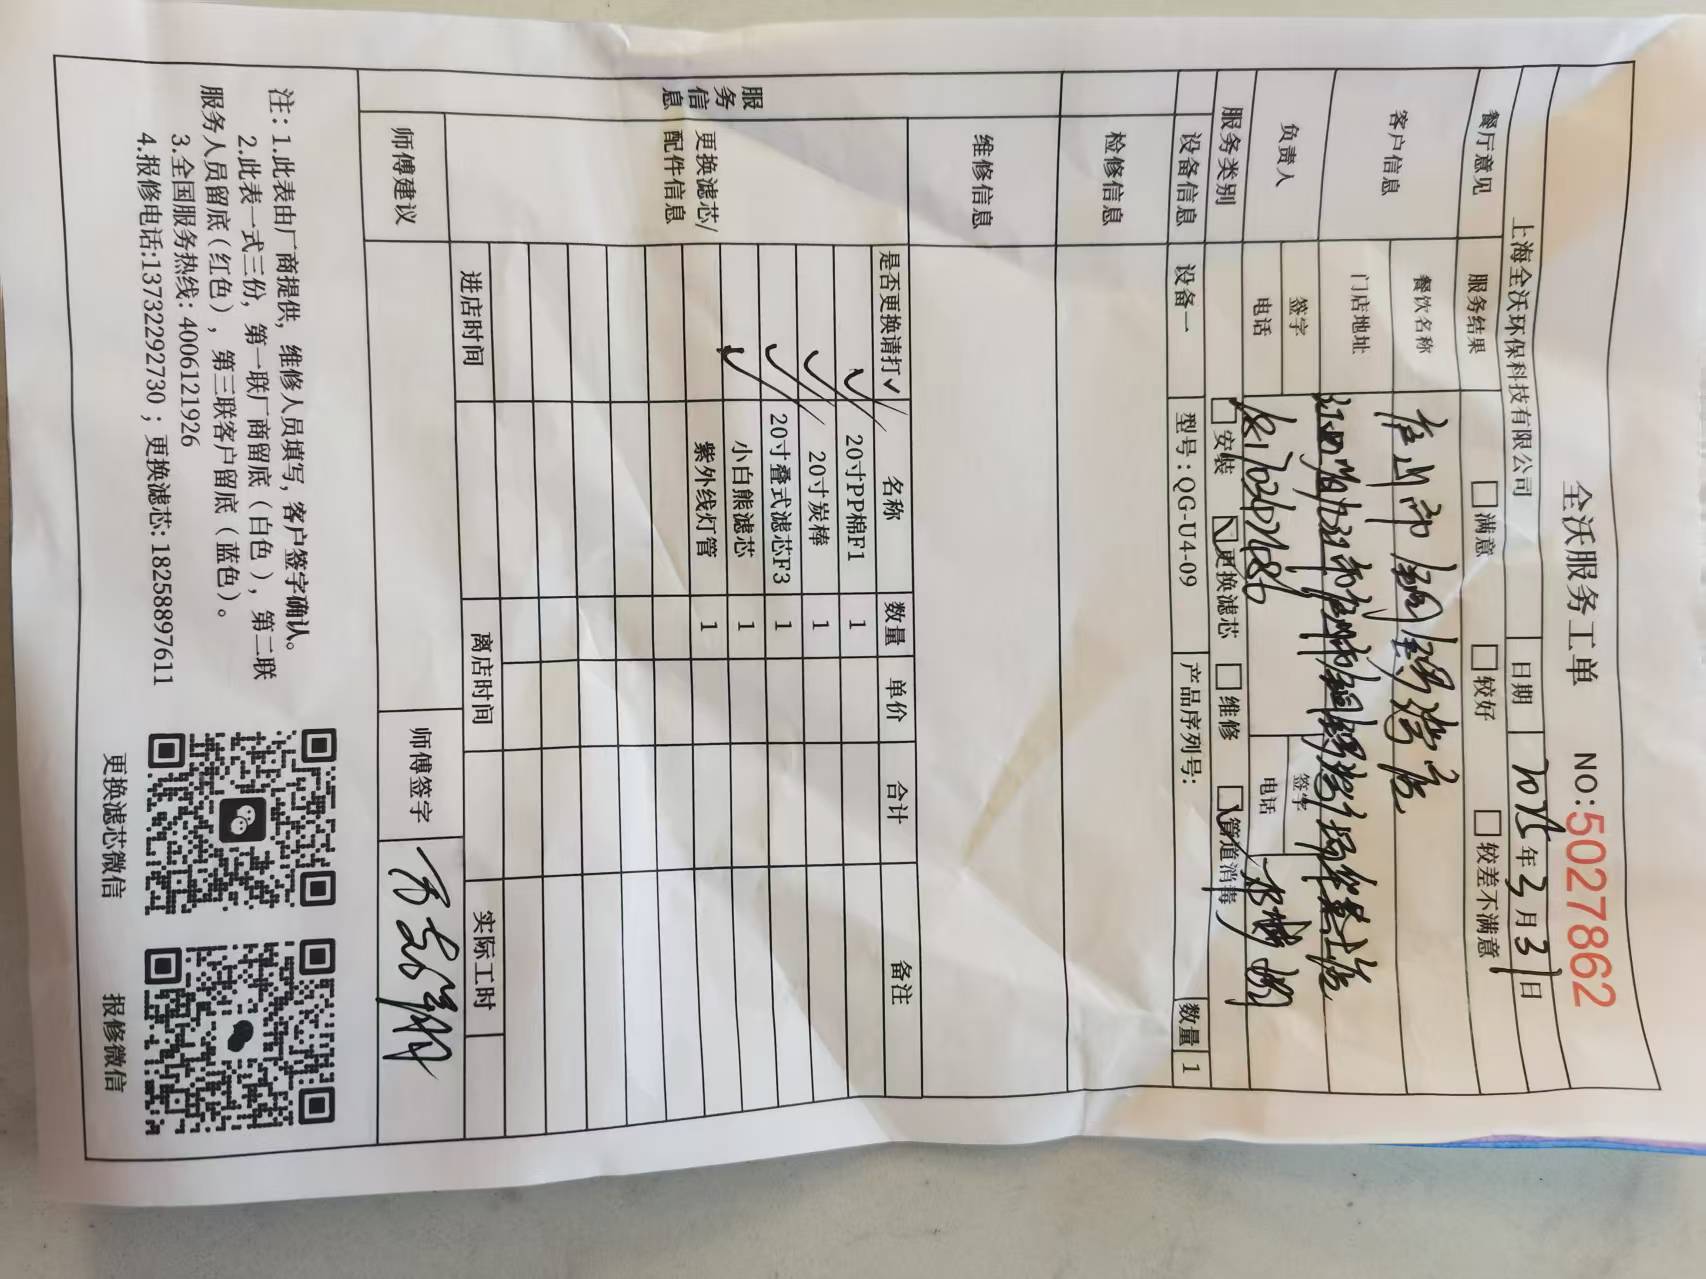 全沃服务工单 NO:5027862
上海全沃环保科技有限公司 日期 2025年3月3日
餐厅意见 服务结果 □满意 □较好 □较差不满意
客户信息 餐饮名称
门店地址
负责人 签字 签字
电话 电话
服务类别 □安装 □更换滤芯 □维修 □管道消毒
设备信息 设备一 型号:QG-U4-09 产品序列号: 数量 1
检修信息
维修信息
服务信息
更换滤芯/配件信息
是否更换请打✓ 名称 数量 单价 合计 备注
✓ 20寸PP棉F1 1
✓ 20寸炭棒 1
✓ 20寸叠式滤芯F3 1
✓ 小白熊滤芯 1
紫外线灯管 1
进店时间 离店时间 实际工时
师傅建议 师傅签字
注:1.此表由厂商提供,维修人员填写,客户签字确认。
2.此表一式三份,第一联厂商留底(白色),第二联
服务人员留底(红色),第三联客户留底(蓝色)。
3.全国服务热线:4006121926
4.报修电话:13732292730;更换滤芯:18258897611
更换滤芯微信 报修微信